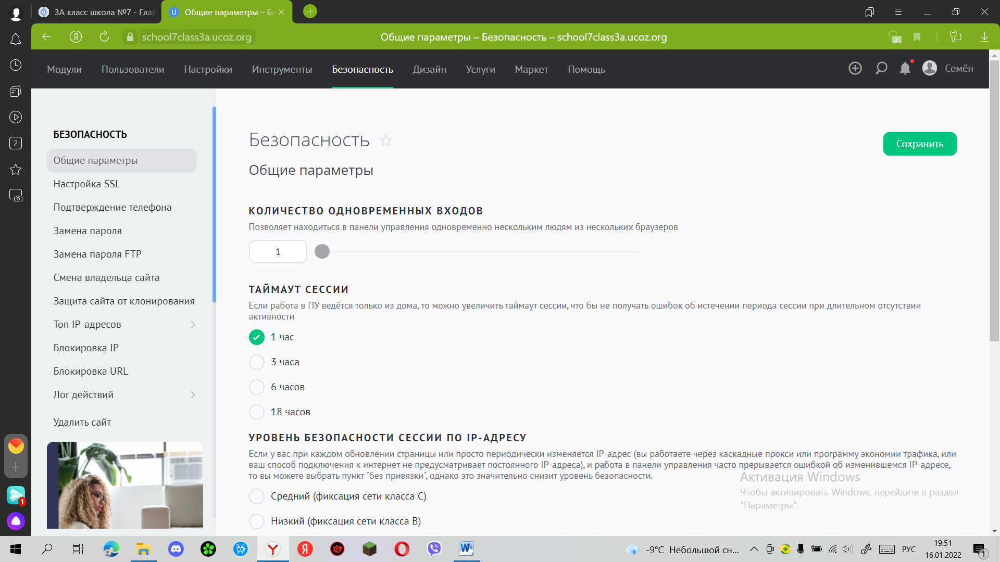 3А класс школа №7 - Глав
Общие параметры – Бе
school7class3a.ucoz.org
Общие параметры – Безопасность – school7class3a.ucoz.org
2
Модули
Пользователи
Настройки
Инструменты
Безопасность
Дизайн
Услуги
Маркет
Помощь
Семён
2
БЕЗОПАСНОСТЬ
Общие параметры
Настройка SSL
Подтверждение телефона
Замена пароля
Замена пароля FTP
Смена владельца сайта
Защита сайта от клонирования
Топ IP-адресов
Блокировка IP
Блокировка URL
Лог действий
Удалить сайт
Безопасность
Сохранить
Общие параметры
КОЛИЧЕСТВО ОДНОВРЕМЕННЫХ ВХОДОВ
Позволяет находиться в панели управления одновременно нескольким людям из нескольких браузеров
1
ТАЙМАУТ СЕССИИ
Если работа в ПУ ведётся только из дома, то можно увеличить таймаут сессии, что бы не получать ошибок об истечении периода сессии при длительном отсутствии
активности
1 час
3 часа
6 часов
18 часов
УРОВЕНЬ БЕЗОПАСНОСТИ СЕССИИ ПО IP-АДРЕСУ
Если у вас при каждом обновлении страницы или просто периодически изменяется IP-адрес (вы работаете через каскадные прокси или программу экономии трафика, или
ваш способ подключения к интернет не предусматривает постоянного IP-адреса), и работа в панели управления часто прерывается ошибкой об изменившемся IP-адресе,
то вы можете выбрать пункт "без привязки", однако это значительно снизит уровень безопасности.
Средний (фиксация сети класса C)
Низкий (фиксация сети класса B)
Активация Windows
Чтобы активировать Windows, перейдите в раздел
"Параметры".
1
-9°C Небольшой сн...
РУС
19:51
16.01.2022
1